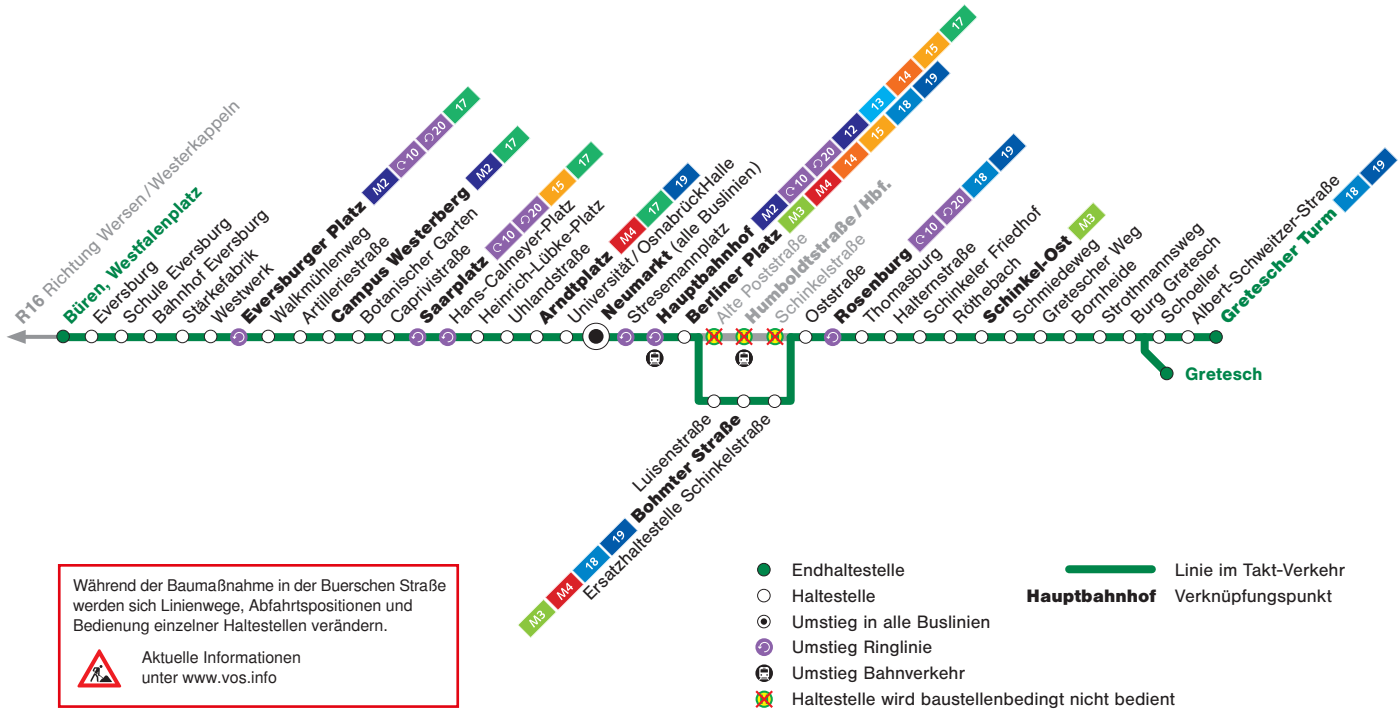 R16 Richtung Wersen / Westerkappeln
Büren, Westfalenplatz
Eversburg
Schule Eversburg
Bahnhof Eversburg
Stärkefabrik
Westwerk
Eversburger Platz M2 10 20 17
Walkmühlenweg
Artilleriestraße
Campus Westerberg M2 17
Botanischer Garten
Caprivistraße
Saarplatz 10 20 15 17
Hans-Calmeyer-Platz
Heinrich-Lübke-Platz
Uhlandstraße
Arndtplatz M4 17 19
Universität / OsnabrückHalle
Neumarkt (alle Buslinien)
Stresemannplatz
Hauptbahnhof M2 10 20 12 13 14 15 17
Berliner Platz M3 M4 14 15 18 19
Alte Poststraße
Humboldtstraße / Hbf.
Schinkelstraße
Oststraße
Rosenburg 10 20 18 19
Thomasburg
Halternstraße
Schinkeler Friedhof
Röthebach
Schinkel-Ost M3
Schmiedeweg
Gretescher Weg
Bornheide
Strothmannsweg
Burg Gretesch
Schoeller
Albert-Schweitzer-Straße
Gretescher Turm 18 19
Gretesch
Luisenstraße
M3 M4 18 19 Bohmter Straße
Ersatzhaltestelle Schinkelstraße
Während der Baumaßnahme in der Buerschen Straße
werden sich Linienwege, Abfahrtspositionen und
Bedienung einzelner Haltestellen verändern.
Aktuelle Informationen
unter www.vos.info
Endhaltestelle
Haltestelle
Umstieg in alle Buslinien
Umstieg Ringlinie
Umstieg Bahnverkehr
Haltestelle wird baustellenbedingt nicht bedient
Linie im Takt-Verkehr
Hauptbahnhof Verknüpfungspunkt